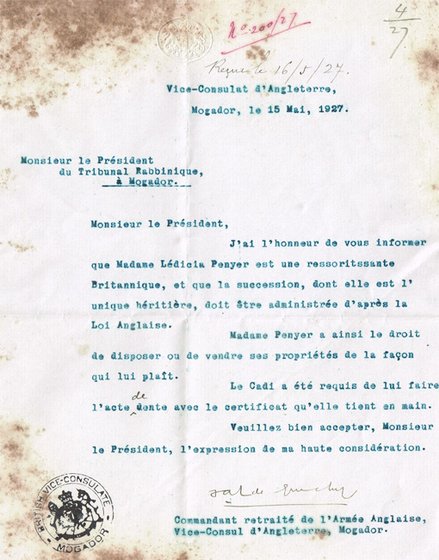 No. 200/27
4/27
Reçu le 16/5/27.
Vice-Consulat d'Angleterre,
Mogador, le 15 Mai, 1927.
Monsieur le Président
du Tribunal Rabbinique,
à Mogador.
Monsieur le Président,
J'ai l'honneur de vous informer
que Madame Lédicia Penyer est une ressoritssante
Britannique, et que la succession, dont elle est l'
unique héritière, doit être administrée d'après la
Loi Anglaise.
Madame Penyer a ainsi le droit
de disposer ou de vendre ses propriétés de la façon
qui lui plaît.
Le Cadi a été requis de lui faire
l'acte de dente avec le certificat qu'elle tient en main.
Veuillez bien accepter, Monsieur
le Président, l'expression de ma haute considération.
Commandant retraité de l'Armée Anglaise,
Vice-Consul d'Angleterre, Mogador.
BRITISH VICE-CONSULATE
MOGADOR